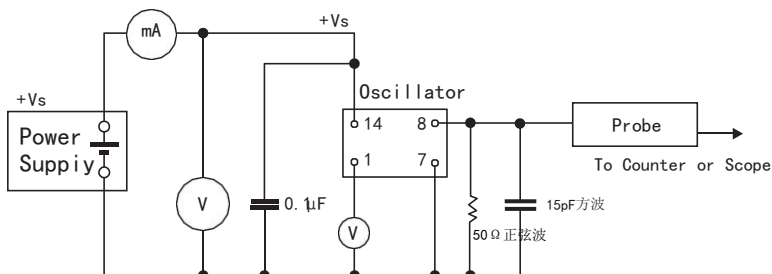 mA
+Vs
+Vs
Oscillator
Power
Suppiy
14
8
1
7
Probe
To Counter or Scope
V
0.1μF
V
15pF方波
50Ω正弦波